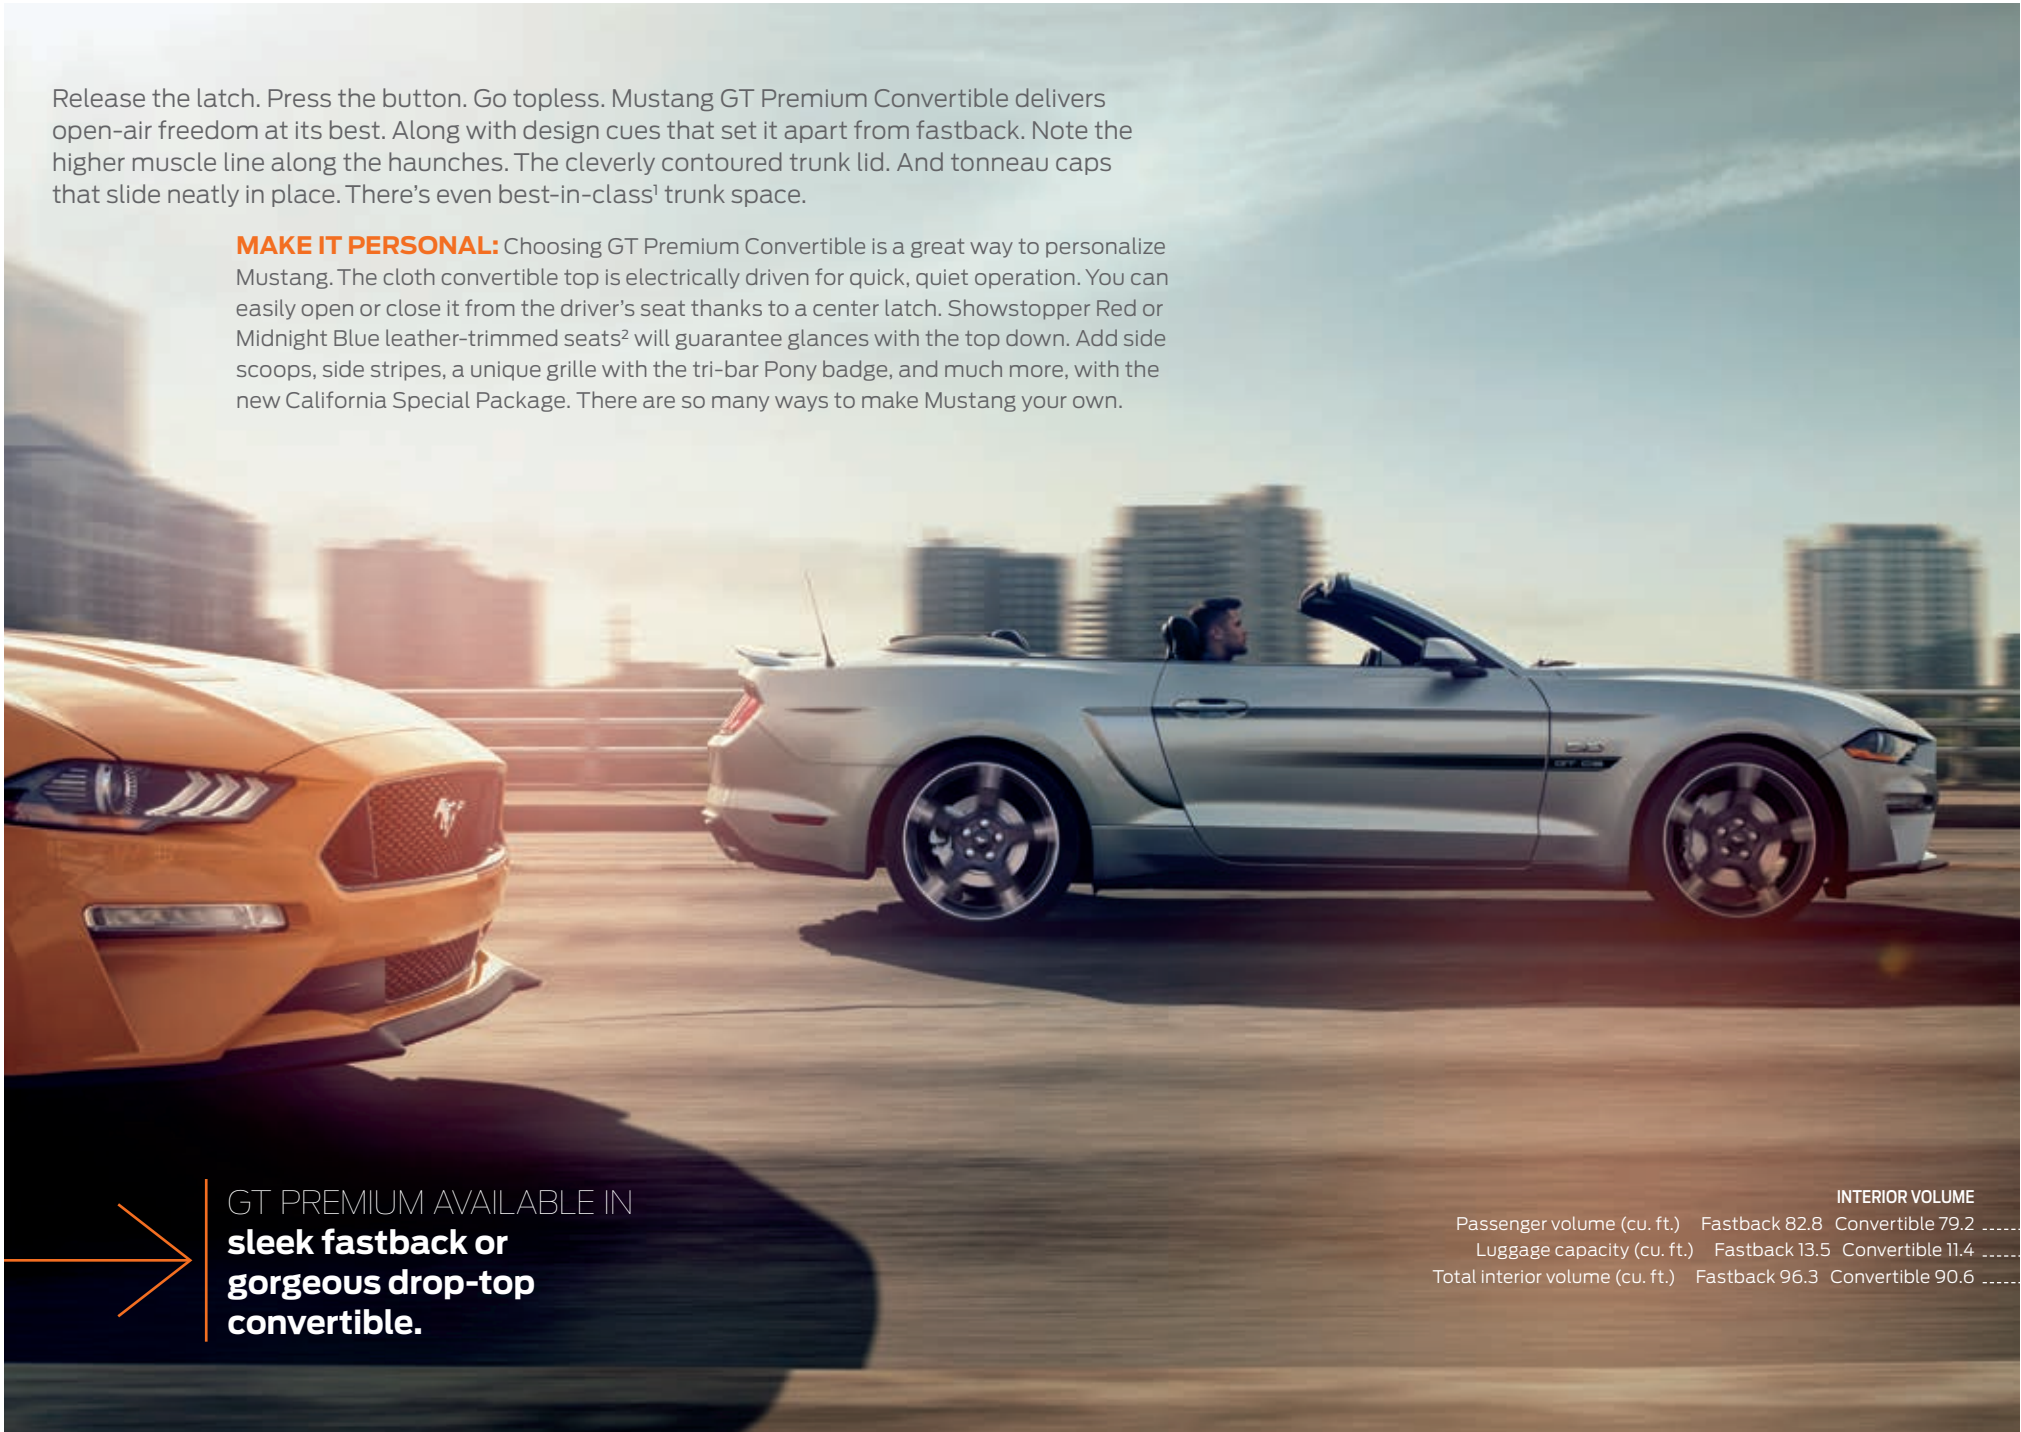 Release the latch. Press the button. Go topless. Mustang GT Premium Convertible delivers
open-air freedom at its best. Along with design cues that set it apart from fastback. Note the
higher muscle line along the haunches. The cleverly contoured trunk lid. And tonneau caps
that slide neatly in place. There’s even best-in-class¹ trunk space.
MAKE IT PERSONAL: Choosing GT Premium Convertible is a great way to personalize
Mustang. The cloth convertible top is electrically driven for quick, quiet operation. You can
easily open or close it from the driver’s seat thanks to a center latch. Showstopper Red or
Midnight Blue leather-trimmed seats² will guarantee glances with the top down. Add side
scoops, side stripes, a unique grille with the tri-bar Pony badge, and much more, with the
new California Special Package. There are so many ways to make Mustang your own.
5.0
GT CS
GT PREMIUM AVAILABLE IN
sleek fastback or
gorgeous drop-top
convertible.
INTERIOR VOLUME
Passenger volume (cu. ft.) Fastback 82.8 Convertible 79.2
Luggage capacity (cu. ft.) Fastback 13.5 Convertible 11.4
Total interior volume (cu. ft.) Fastback 96.3 Convertible 90.6